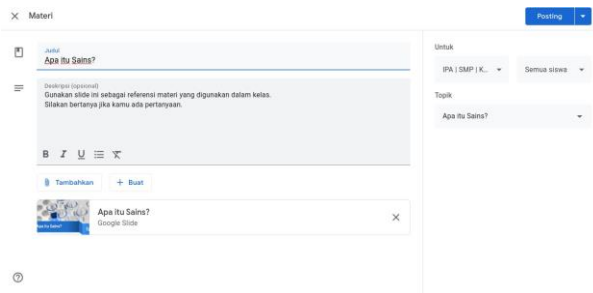 Materi
Posting
Judul
Apa itu Sains?
Deskripsi (opsional)
Gunakan slide ini sebagai referensi materi yang digunakan dalam kelas.
Silakan bertanya jika kamu ada pertanyaan.
B I U
Tambahkan
+ Buat
Apa itu Sains?
Apa itu Sains?
Google Slide
Untuk
IPA | SMP | K...
Semua siswa
Topik
Apa itu Sains?